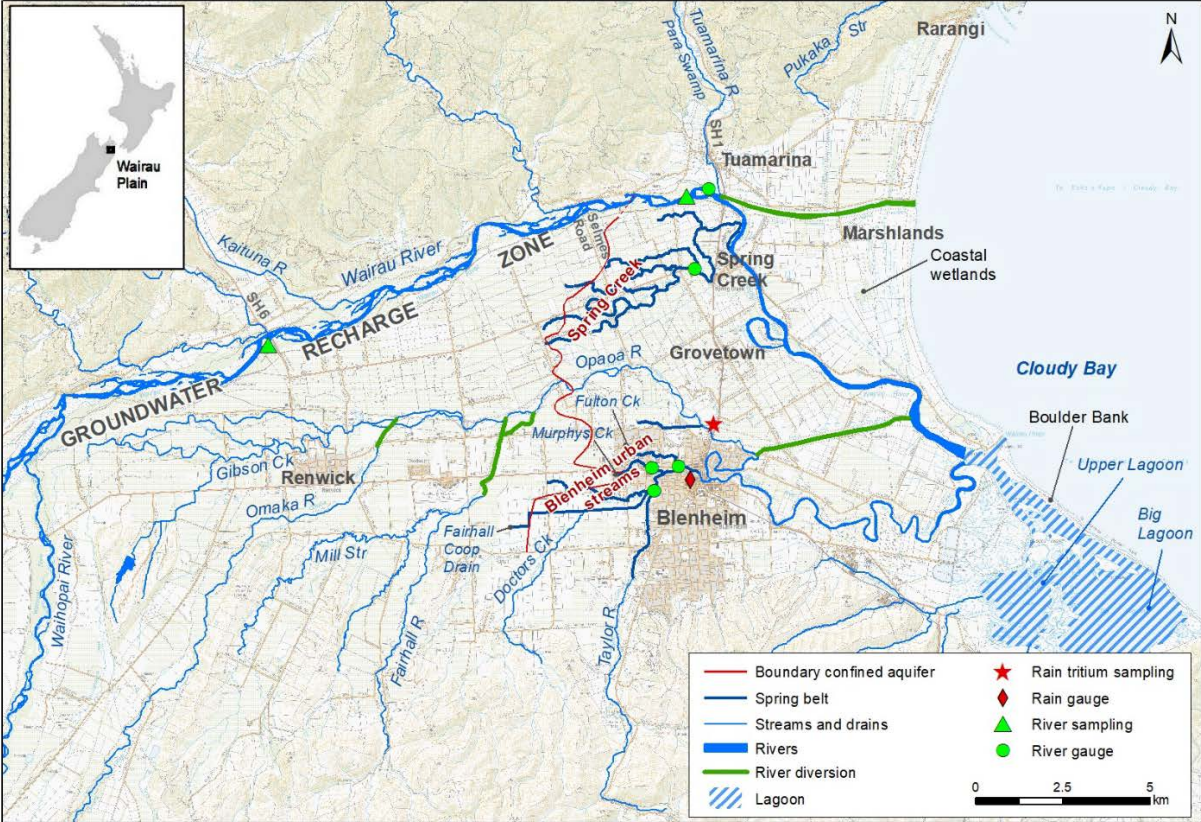 Wairau
Plain
N
Rarangi
Pukaka Str
Tuamarina R
Para Swamp
SH1
Tuamarina
Marshlands
Coastal
wetlands
Kaituna R
SH6
Wairau River
GROUNDWATER RECHARGE ZONE
Selmes
Road
Spring
Creek
Spring Creek
Grovetown
Opaoa R
Cloudy Bay
Boulder Bank
Fulton Ck
Murphys Ck
Upper Lagoon
Big
Lagoon
Gibson Ck
Renwick
Omaka R
Blenheim urban
streams
Blenheim
Fairhall
Coop
Drain
Mill Str
Doctors Ck
Waihopai River
Fairhall R
Taylor R
Boundary confined aquifer
Spring belt
Streams and drains
Rivers
River diversion
Lagoon
Rain tritium sampling
Rain gauge
River sampling
River gauge
0 2.5 5
km